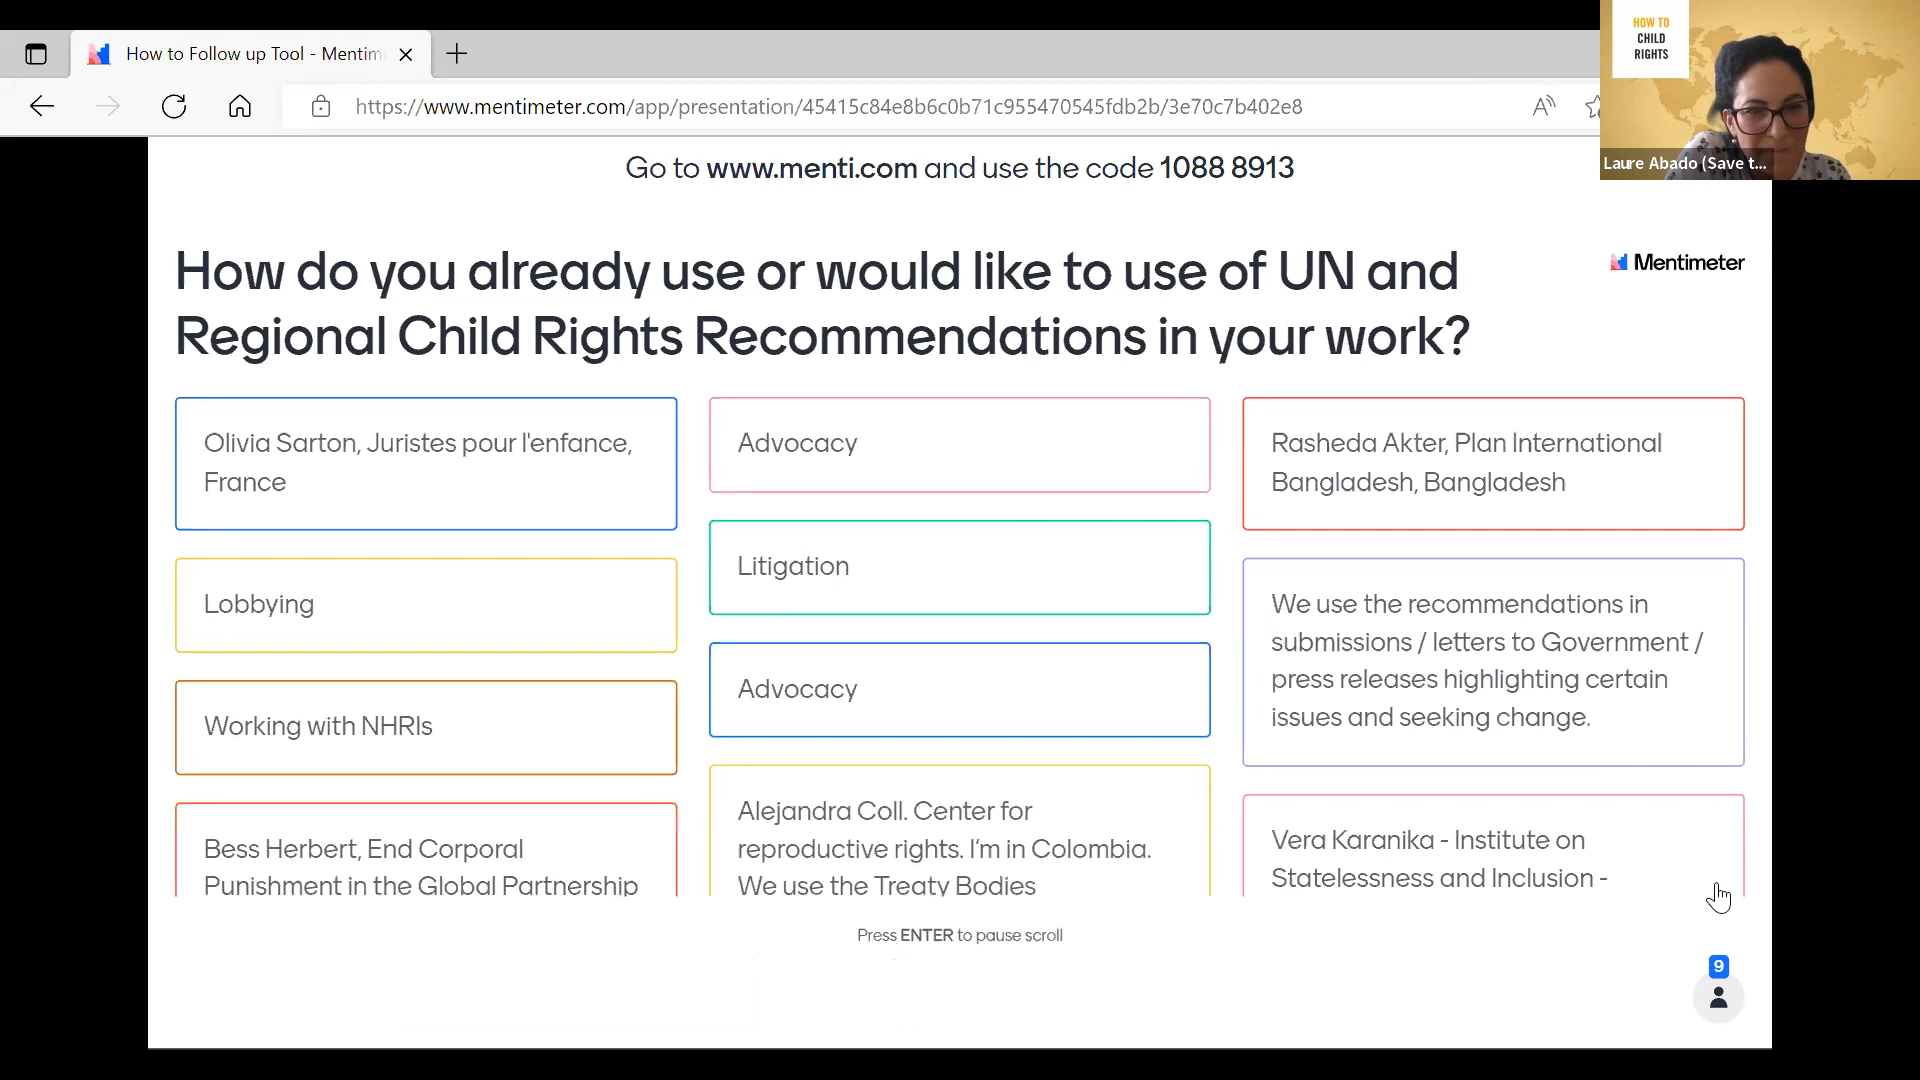 How to Follow up Tool - Mentim
https://www.mentimeter.com/app/presentation/45415c84e8b6c0b71c955470545fdb2b/3e70c7b402e8
HOW TO
CHILD
RIGHTS
Laure Abado (Save t...
Go to www.menti.com and use the code 1088 8913
How do you already use or would like to use of UN and
Regional Child Rights Recommendations in your work?
Mentimeter
Olivia Sarton, Juristes pour l'enfance,
France
Lobbying
Working with NHRIs
Bess Herbert, End Corporal
Punishment in the Global Partnership
Advocacy
Litigation
Advocacy
Alejandra Coll. Center for
reproductive rights. I'm in Colombia.
We use the Treaty Bodies
Rasheda Akter, Plan International
Bangladesh, Bangladesh
We use the recommendations in
submissions / letters to Government /
press releases highlighting certain
issues and seeking change.
Vera Karanika - Institute on
Statelessness and Inclusion -
Press ENTER to pause scroll
9